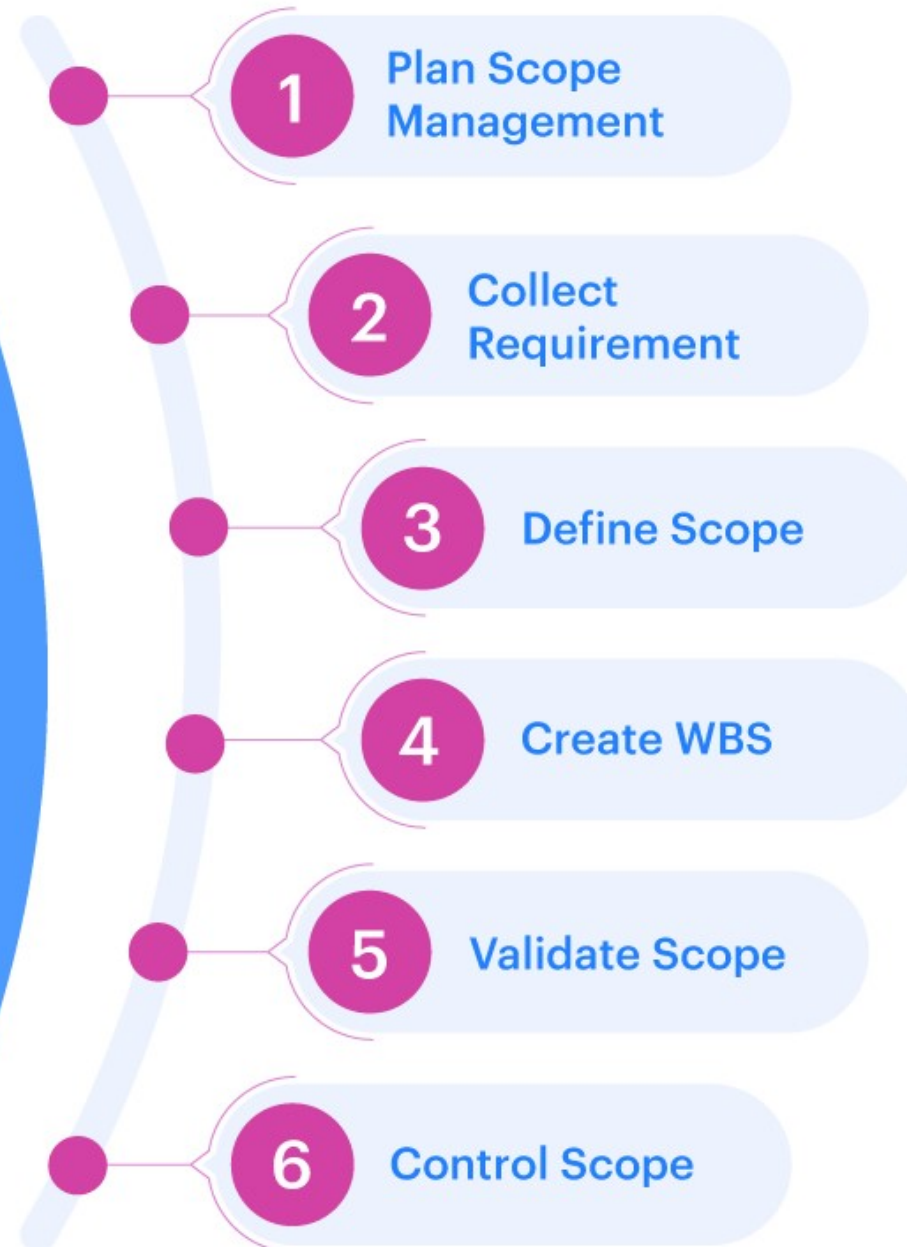 1
Plan Scope
Management
2
Collect
Requirement
3
Define Scope
4
Create WBS
5
Validate Scope
6
Control Scope